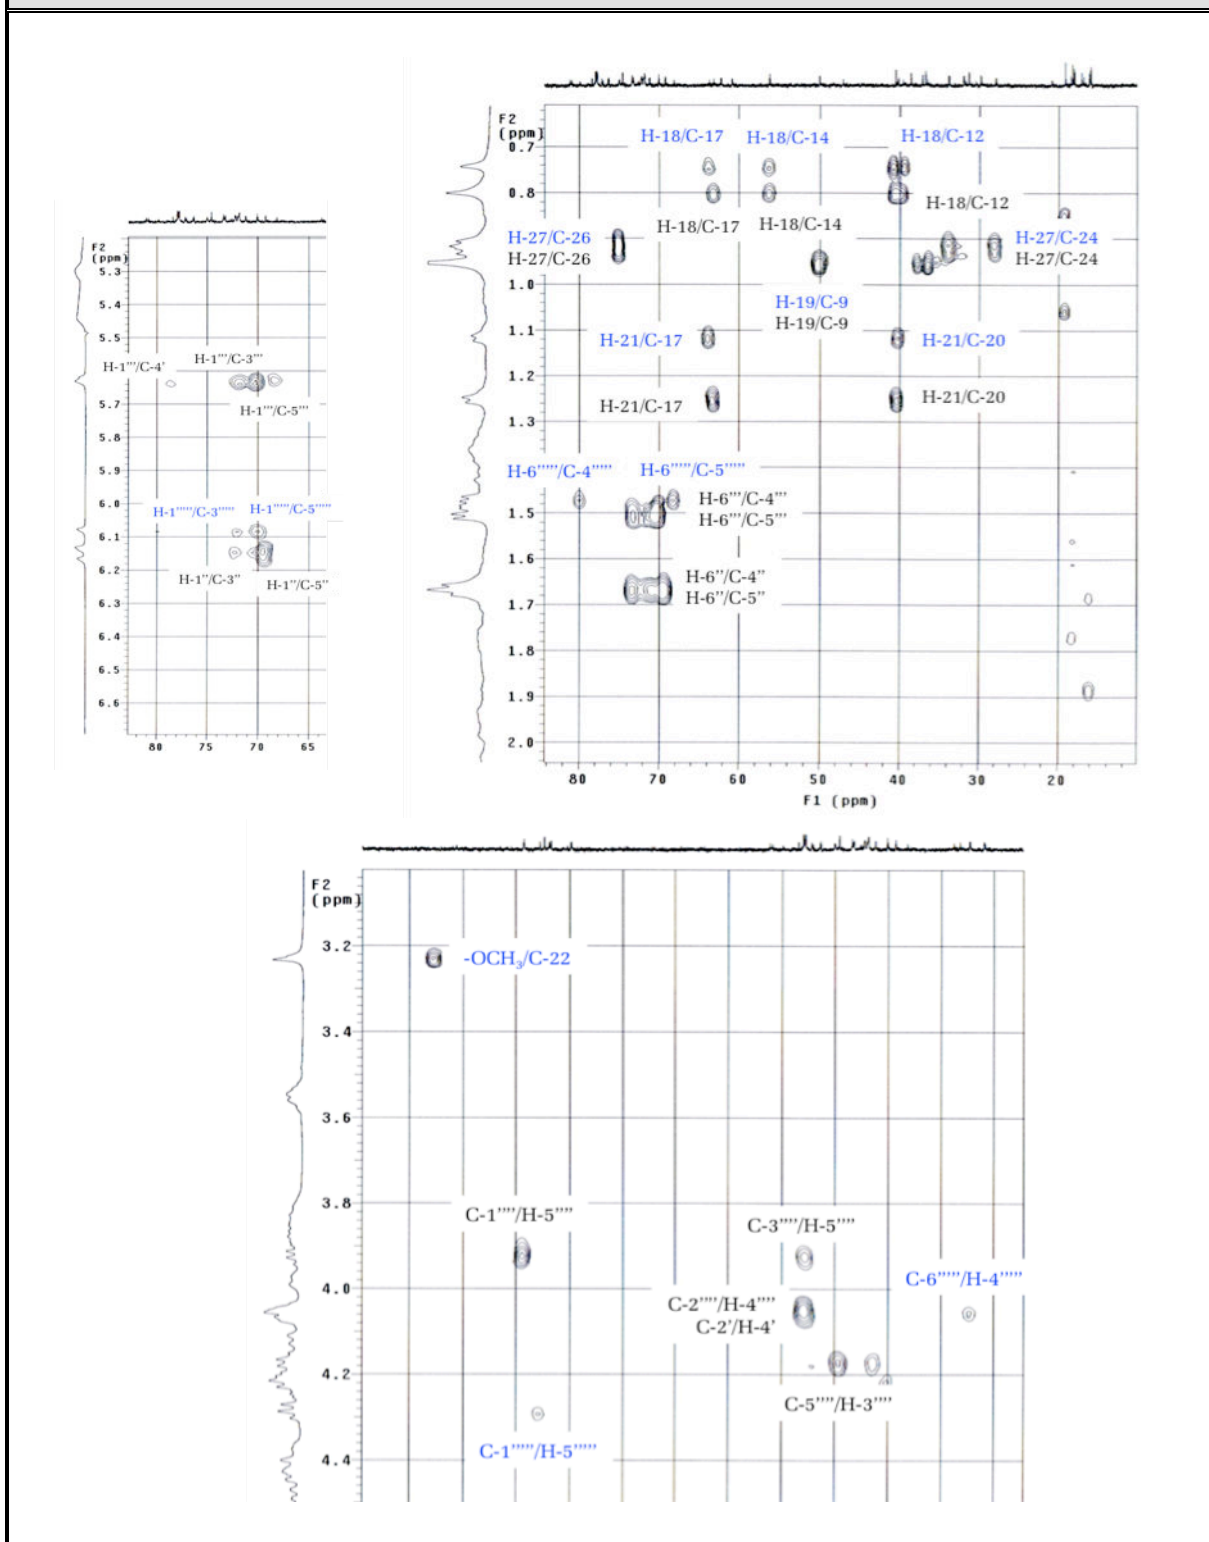 F2
(ppm)
5.3
5.4
5.5
H-1'''/C-4'
H-1'''/C-3'''
H-1'''/C-5'''
5.7
5.8
5.9
6.0
H-1'''''/C-3'''''
H-1'''''/C-5'''''
6.1
6.2
H-1''/C-3''
H-1''/C-5''
6.3
6.4
6.5
6.6
80 75 70 65
F2
(ppm)
H-18/C-17
H-18/C-14
H-18/C-12
0.7
0.8
H-18/C-12
H-18/C-17
H-18/C-14
H-27/C-26
H-27/C-26
H-27/C-24
H-27/C-24
1.0
H-19/C-9
H-19/C-9
1.1
H-21/C-17
H-21/C-20
1.2
H-21/C-17
H-21/C-20
1.3
H-6'''''/C-4'''''
H-6'''''/C-5'''''
H-6'''/C-4'''
1.5
H-6'''/C-5'''
1.6
H-6''/C-4''
H-6''/C-5''
1.7
1.8
1.9
2.0
80 70 60 50 40 30 20
F1 (ppm)
F2
(ppm)
3.2
-OCH₃/C-22
3.4
3.6
3.8
C-1''''/H-5''''
C-3''''/H-5''''
4.0
C-6'''''/H-4'''''
C-2''''/H-4''''
C-2'/H-4'
4.2
C-5''''/H-3''''
C-1'''''/H-5'''''
4.4